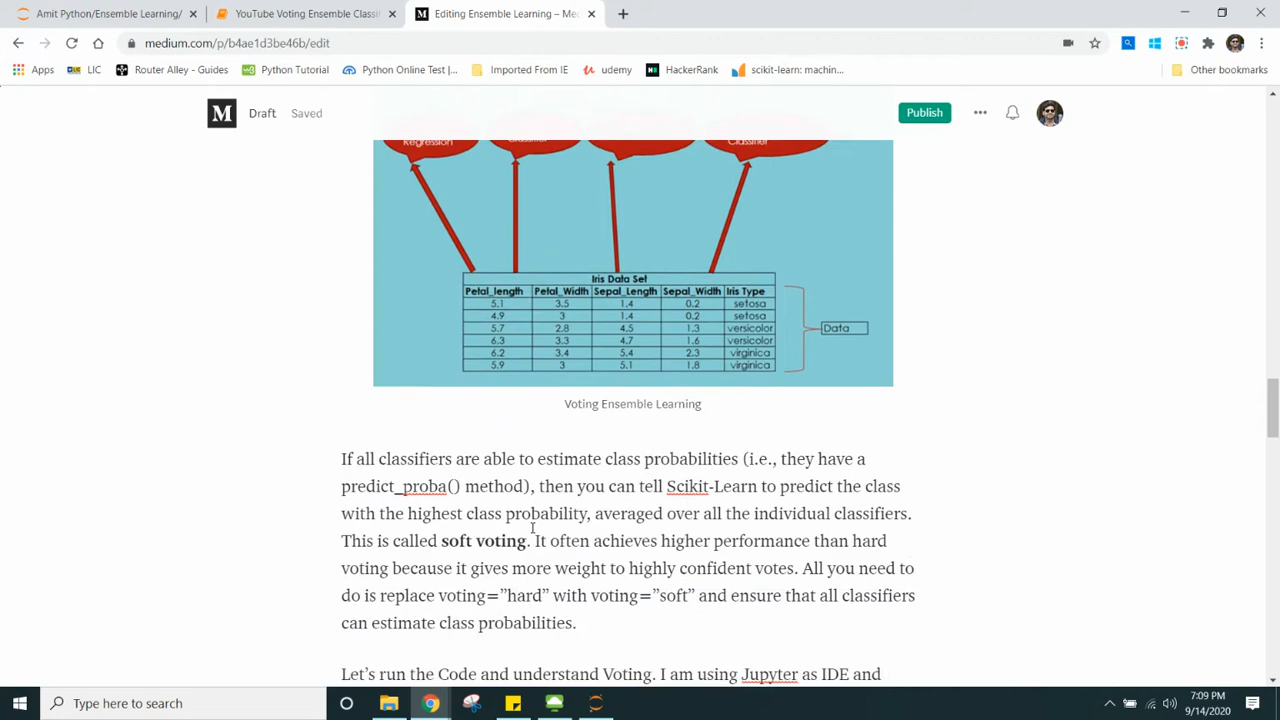 Amit Python/Ensemble Learning/
YouTube Voting Ensemble Classif
Editing Ensemble Learning – Med
medium.com/p/b4ae1d3be46b/edit
Apps
LIC
Router Alley - Guides
Python Tutorial
Python Online Test |...
Imported From IE
udemy
HackerRank
scikit-learn: machin...
Other bookmarks
M
Draft
Saved
Publish
Regression
Classifier
Classifier
Iris Data Set
Petal_length Petal_Width Sepal_Length Sepal_Width Iris Type
5.1 3.5 1.4 0.2 setosa
4.9 3 1.4 0.2 setosa
5.7 2.8 4.5 1.3 versicolor
6.3 3.3 4.7 1.6 versicolor
6.2 3.4 5.4 2.3 virginica
5.9 3 5.1 1.8 virginica
Data
Voting Ensemble Learning
If all classifiers are able to estimate class probabilities (i.e., they have a
predict_proba() method), then you can tell Scikit-Learn to predict the class
with the highest class probability, averaged over all the individual classifiers.
This is called soft voting. It often achieves higher performance than hard
voting because it gives more weight to highly confident votes. All you need to
do is replace voting=”hard” with voting=”soft” and ensure that all classifiers
can estimate class probabilities.
Let’s run the Code and understand Voting. I am using Jupyter as IDE and
Type here to search
7:09 PM
9/14/2020